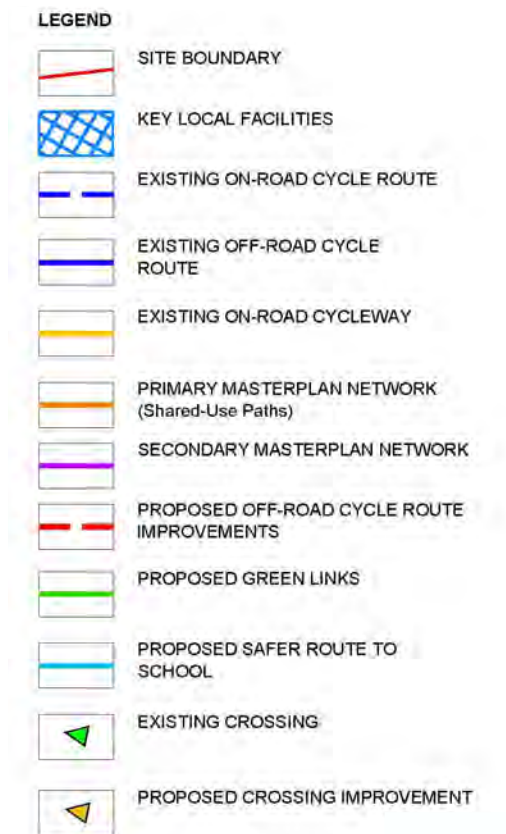 LEGEND
SITE BOUNDARY
KEY LOCAL FACILITIES
EXISTING ON-ROAD CYCLE ROUTE
EXISTING OFF-ROAD CYCLE
ROUTE
EXISTING ON-ROAD CYCLEWAY
PRIMARY MASTERPLAN NETWORK
(Shared-Use Paths)
SECONDARY MASTERPLAN NETWORK
PROPOSED OFF-ROAD CYCLE ROUTE
IMPROVEMENTS
PROPOSED GREEN LINKS
PROPOSED SAFER ROUTE TO
SCHOOL
EXISTING CROSSING
PROPOSED CROSSING IMPROVEMENT